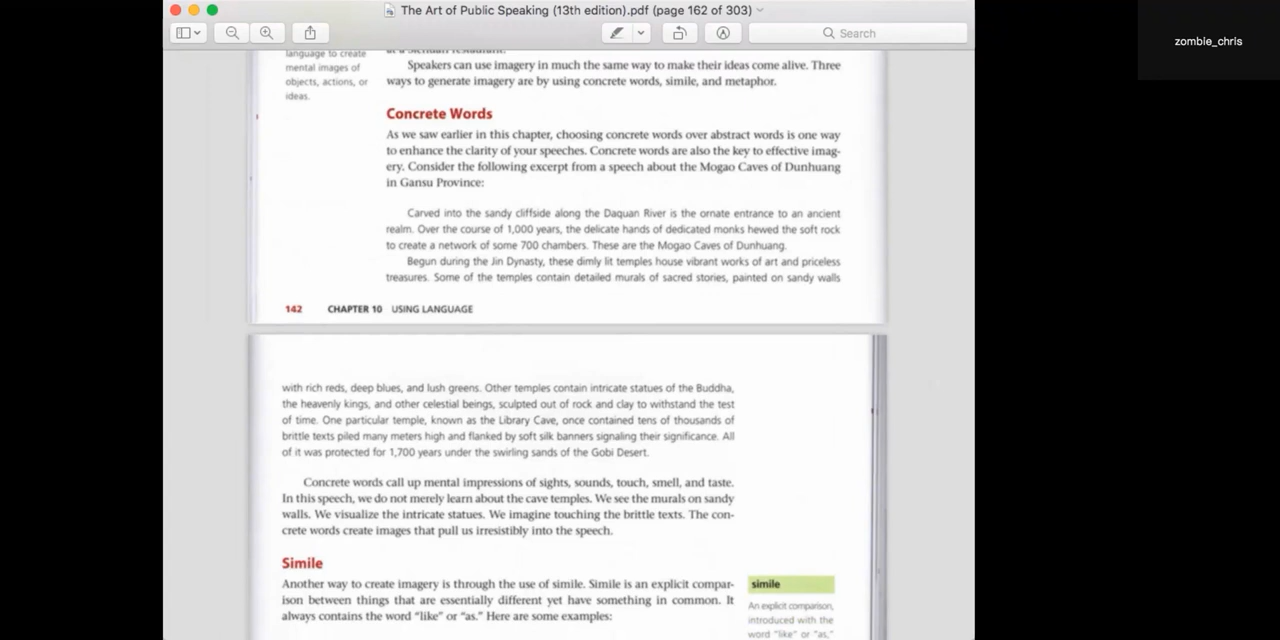 The Art of Public Speaking (13th edition).pdf (page 162 of 303)
Search
zombie_chris
language to create
mental images of
objects, actions, or
ideas.
Speakers can use imagery in much the same way to make their ideas come alive. Three
ways to generate imagery are by using concrete words, simile, and metaphor.
Concrete Words
As we saw earlier in this chapter, choosing concrete words over abstract words is one way
to enhance the clarity of your speeches. Concrete words are also the key to effective imag-
ery. Consider the following excerpt from a speech about the Mogao Caves of Dunhuang
in Gansu Province:
Carved into the sandy cliffside along the Daquan River is the ornate entrance to an ancient
realm. Over the course of 1,000 years, the delicate hands of dedicated monks hewed the soft rock
to create a network of some 700 chambers. These are the Mogao Caves of Dunhuang.
Begun during the Jin Dynasty, these dimly lit temples house vibrant works of art and priceless
treasures. Some of the temples contain detailed murals of sacred stories, painted on sandy walls
142 CHAPTER 10 USING LANGUAGE
with rich reds, deep blues, and lush greens. Other temples contain intricate statues of the Buddha,
the heavenly kings, and other celestial beings, sculpted out of rock and clay to withstand the test
of time. One particular temple, known as the Library Cave, once contained tens of thousands of
brittle texts piled many meters high and flanked by soft silk banners signaling their significance. All
of it was protected for 1,700 years under the swirling sands of the Gobi Desert.
Concrete words call up mental impressions of sights, sounds, touch, smell, and taste.
In this speech, we do not merely learn about the cave temples. We see the murals on sandy
walls. We visualize the intricate statues. We imagine touching the brittle texts. The con-
crete words create images that pull us irresistibly into the speech.
Simile
Another way to create imagery is through the use of simile. Simile is an explicit compar-
ison between things that are essentially different yet have something in common. It
always contains the word “like” or “as.” Here are some examples:
simile
An explicit comparison,
introduced with the
word “like” or “as,”